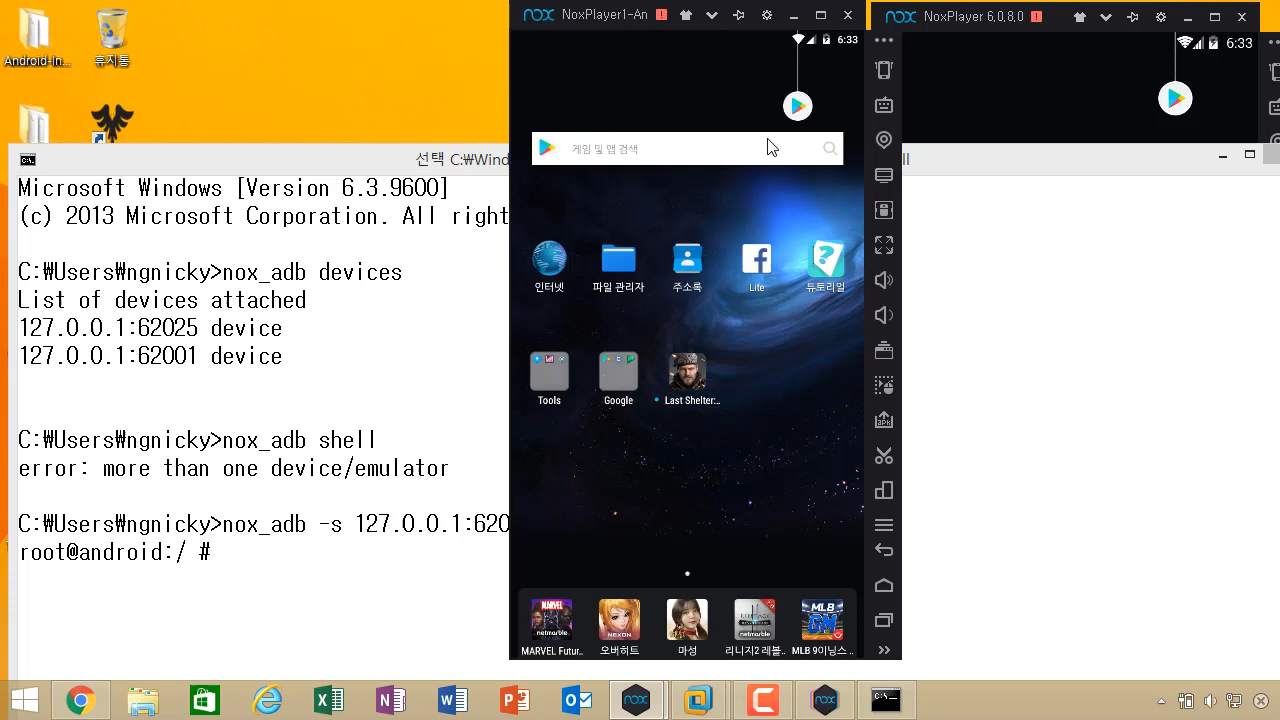 Android-in...
휴지통
nox NoxPlayer1-An
6:33
게임 및 앱 검색
인터넷
파일 관리자
주소록
Lite
튜토리얼
Tools
Google
Last Shelter:..
MARVEL
netmarble
NEXON
netmarble
MLB
GM
MARVEL Futur..
오버히트
마성
리니지2 레볼..
MLB 9이닝스 ..
nox NoxPlayer 6,0,8,0
6:33
선택 C:₩Wind
Microsoft Windows [Version 6.3.9600]
(c) 2013 Microsoft Corporation. All right
C:₩Users₩ngnicky>nox_adb devices
List of devices attached
127.0.0.1:62025 device
127.0.0.1:62001 device
C:₩Users₩ngnicky>nox_adb shell
error: more than one device/emulator
C:₩Users₩ngnicky>nox_adb -s 127.0.0.1:620
root@android:/ #